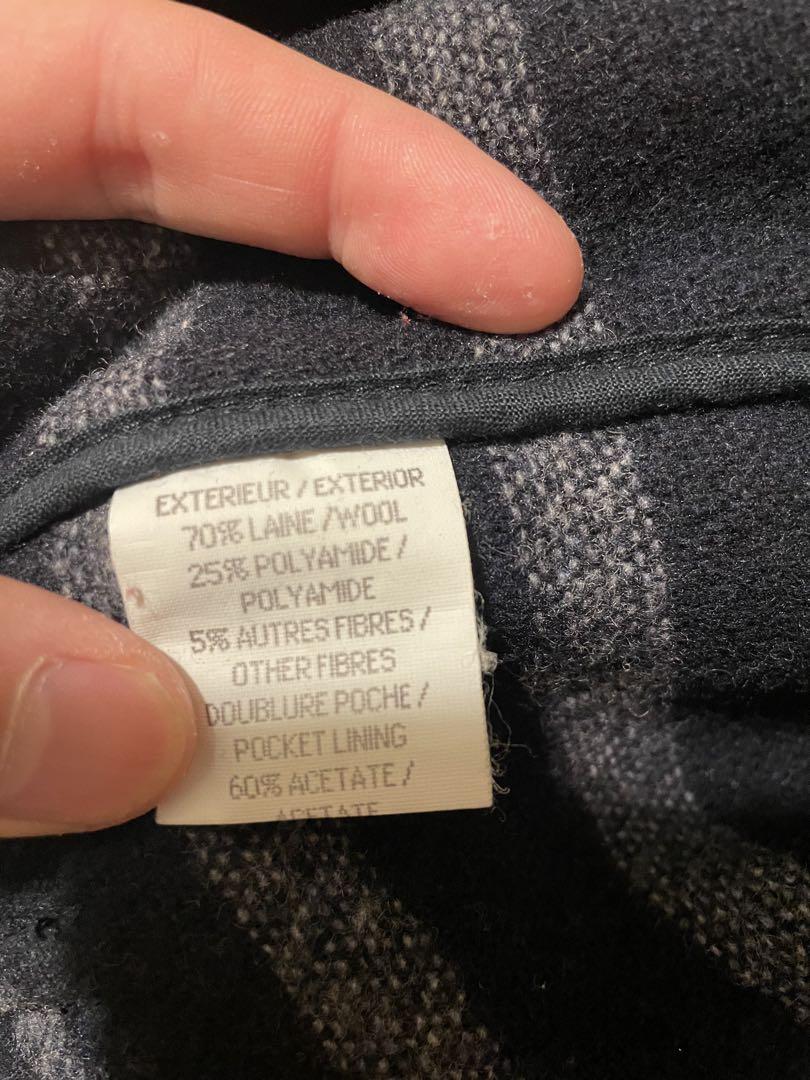 EXTERIEUR / EXTERIOR
70% LAINE / WOOL
25% POLYAMIDE /
POLYAMIDE
5% AUTRES FIBRES /
OTHER FIBRES
DOUBLURE POCHE /
POCKET LINING
60% ACETATE /
ACETATE